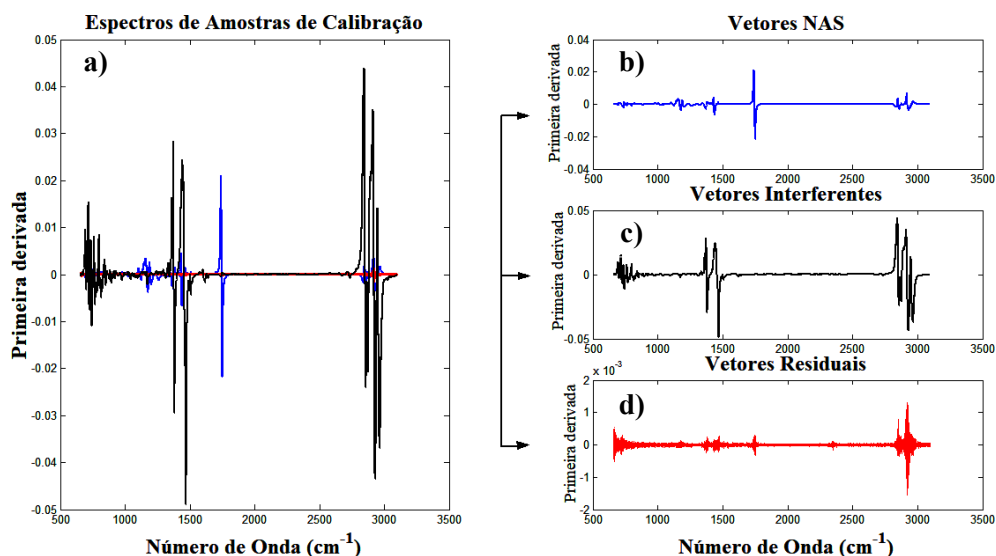 Espectros de Amostras de Calibração
a)
Primeira derivada
0.05
0.04
0.03
0.02
0.01
0
-0.01
-0.02
-0.03
-0.04
-0.05
500 1000 1500 2000 2500 3000 3500
Número de Onda (cm⁻¹)
Vetores NAS
b)
Primeira derivada
0.04
0.02
0
-0.02
-0.04
500 1000 1500 2000 2500 3000 3500
Vetores Interferentes
c)
Primeira derivada
0.05
0
-0.05
500 1000 1500 2000 2500 3000 3500
Vetores Residuais
x 10⁻³
d)
Primeira derivada
2
1
0
-1
-2
500 1000 1500 2000 2500 3000 3500
Número de Onda (cm⁻¹)